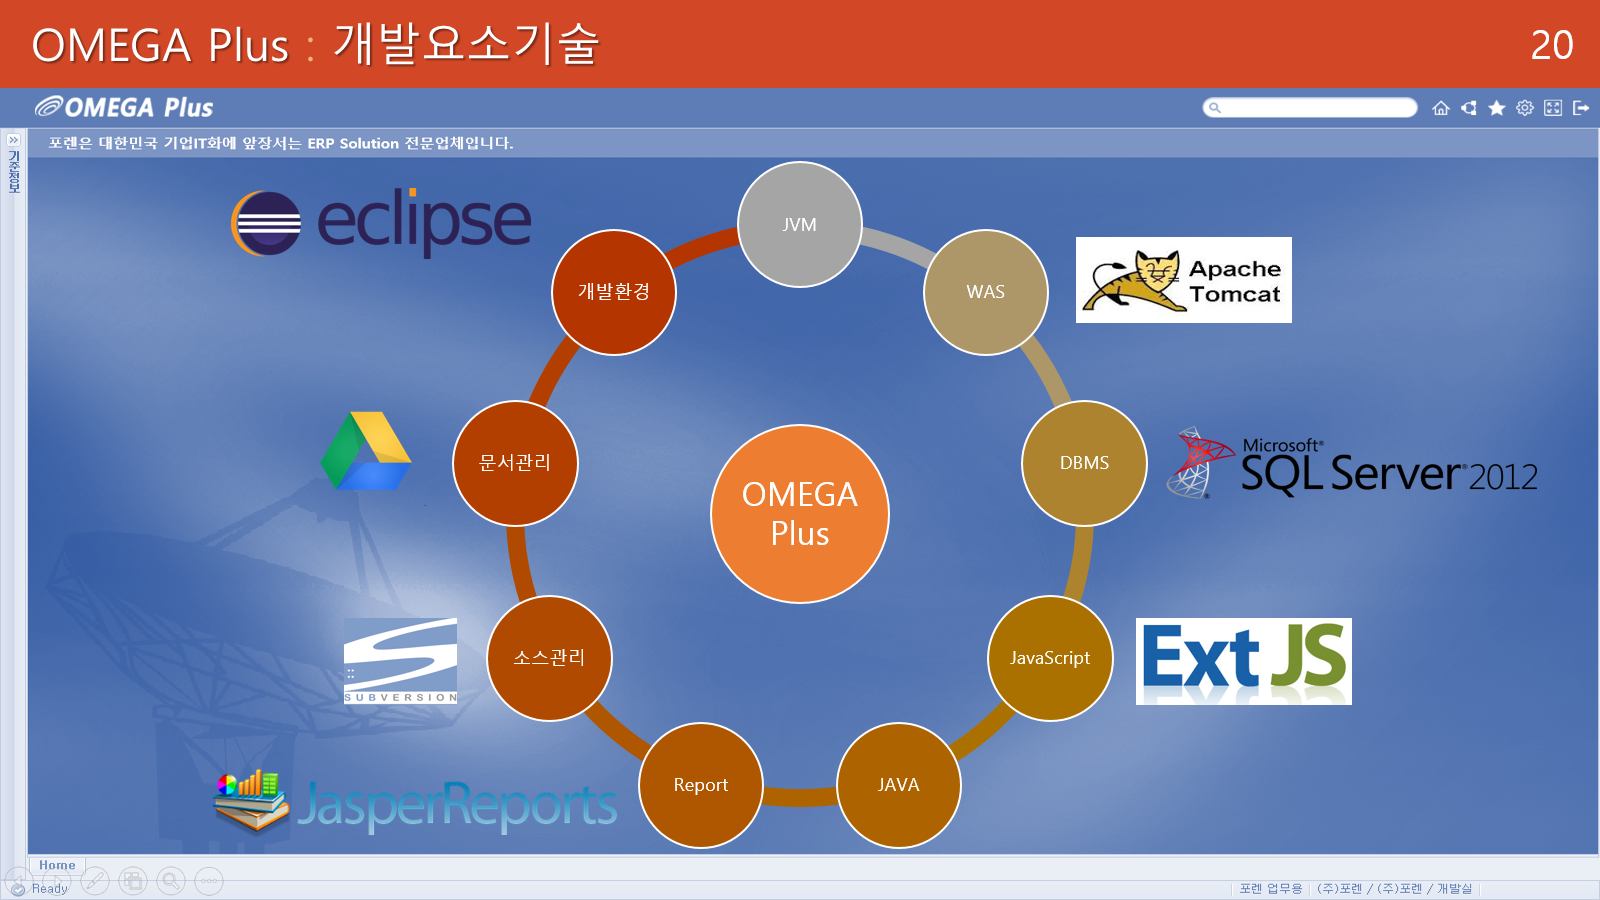 OMEGA Plus : 개발요소기술
20
OMEGA Plus
포렌은 대한민국 기업IT화에 앞장서는 ERP Solution 전문업체입니다.
기준정보
JVM
eclipse
개발환경
WAS
Apache
Tomcat
문서관리
DBMS
Microsoft®
SQL Server® 2012
OMEGA
Plus
소스관리
SUBVERSION
JavaScript
Ext JS
Report
JasperReports
JAVA
Home
Ready
포렌 업무용
(주)포렌 / (주)포렌 / 개발실